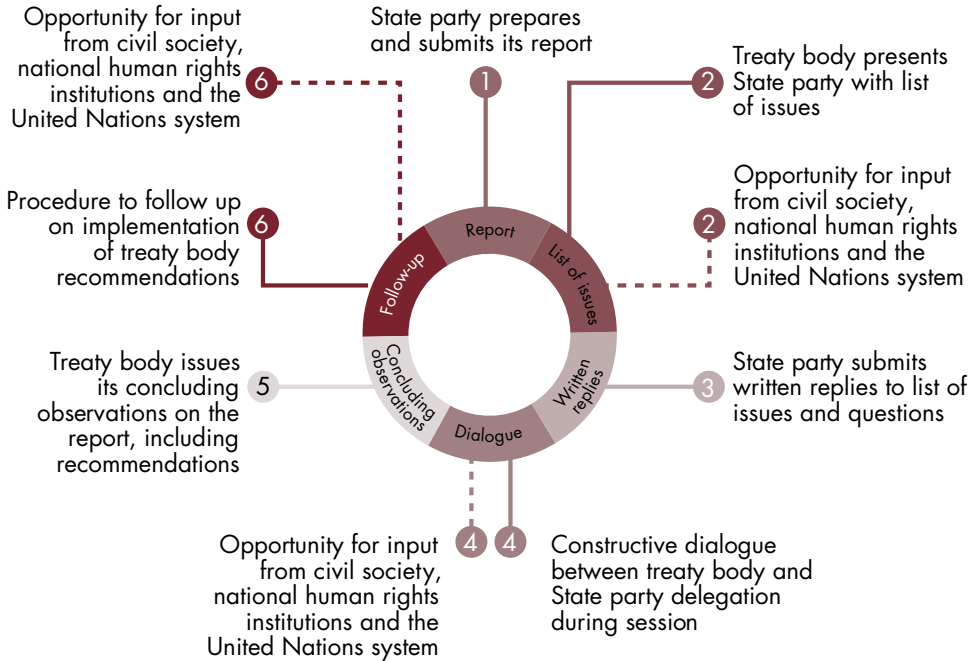 State party prepares
and submits its report
1
Treaty body presents
State party with list
of issues
2
Opportunity for input
from civil society,
national human rights
institutions and the
United Nations system
2
State party submits
written replies to list of
issues and questions
3
Constructive dialogue
between treaty body and
State party delegation
during session
4
Opportunity for input
from civil society,
national human rights
institutions and the
United Nations system
4
Treaty body issues
its concluding
observations on the
report, including
recommendations
5
Procedure to follow up
on implementation
of treaty body
recommendations
6
Opportunity for input
from civil society,
national human rights
institutions and the
United Nations system
6
Report
List of issues
Written
replies
Dialogue
Concluding
observations
Follow-up